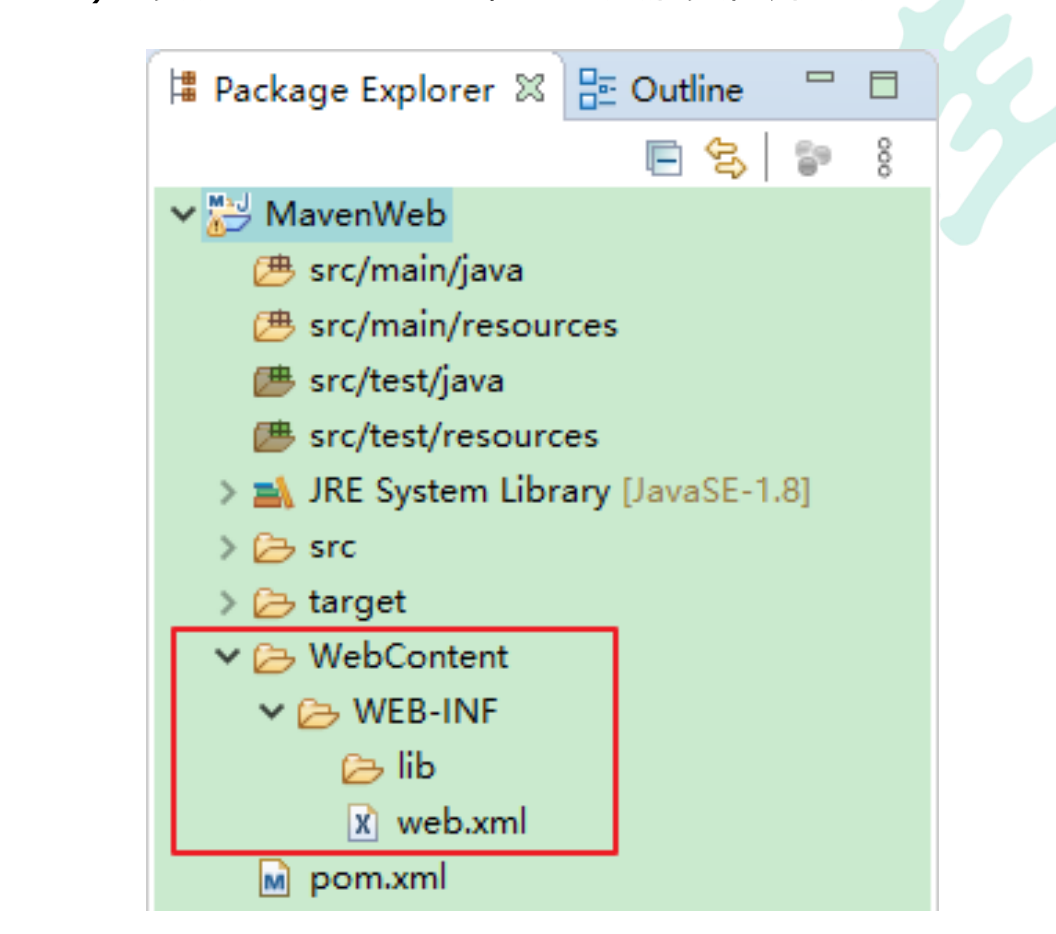 Package Explorer Outline
MavenWeb
src/main/java
src/main/resources
src/test/java
src/test/resources
JRE System Library [JavaSE-1.8]
src
target
WebContent
WEB-INF
lib
web.xml
pom.xml